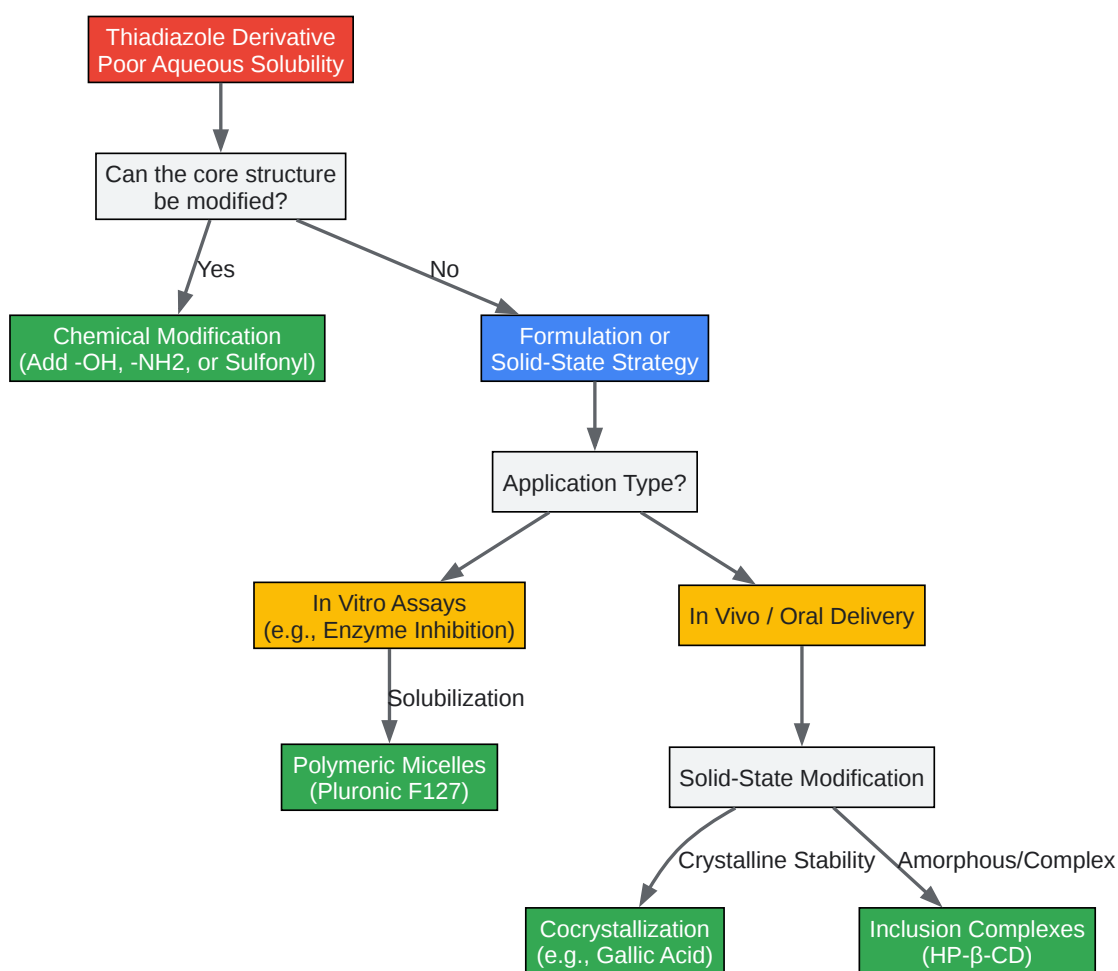 Thiadiazole Derivative
Poor Aqueous Solubility
Can the core structure
be modified?
Yes
No
Chemical Modification
(Add -OH, -NH2, or Sulfonyl)
Formulation or
Solid-State Strategy
Application Type?
In Vitro Assays
(e.g., Enzyme Inhibition)
In Vivo / Oral Delivery
Solubilization
Polymeric Micelles
(Pluronic F127)
Solid-State Modification
Crystalline Stability
Amorphous/Complex
Cocrystallization
(e.g., Gallic Acid)
Inclusion Complexes
(HP-β-CD)